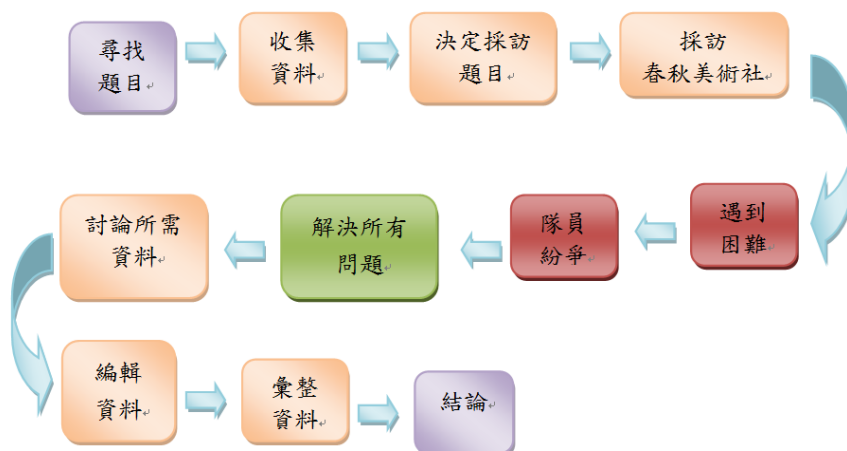 尋找
題目
收集
資料
決定採訪
題目
採訪
春秋美術社
遇到
困難
隊員
紛爭
解決所有
問題
討論所需
資料
編輯
資料
彙整
資料
結論